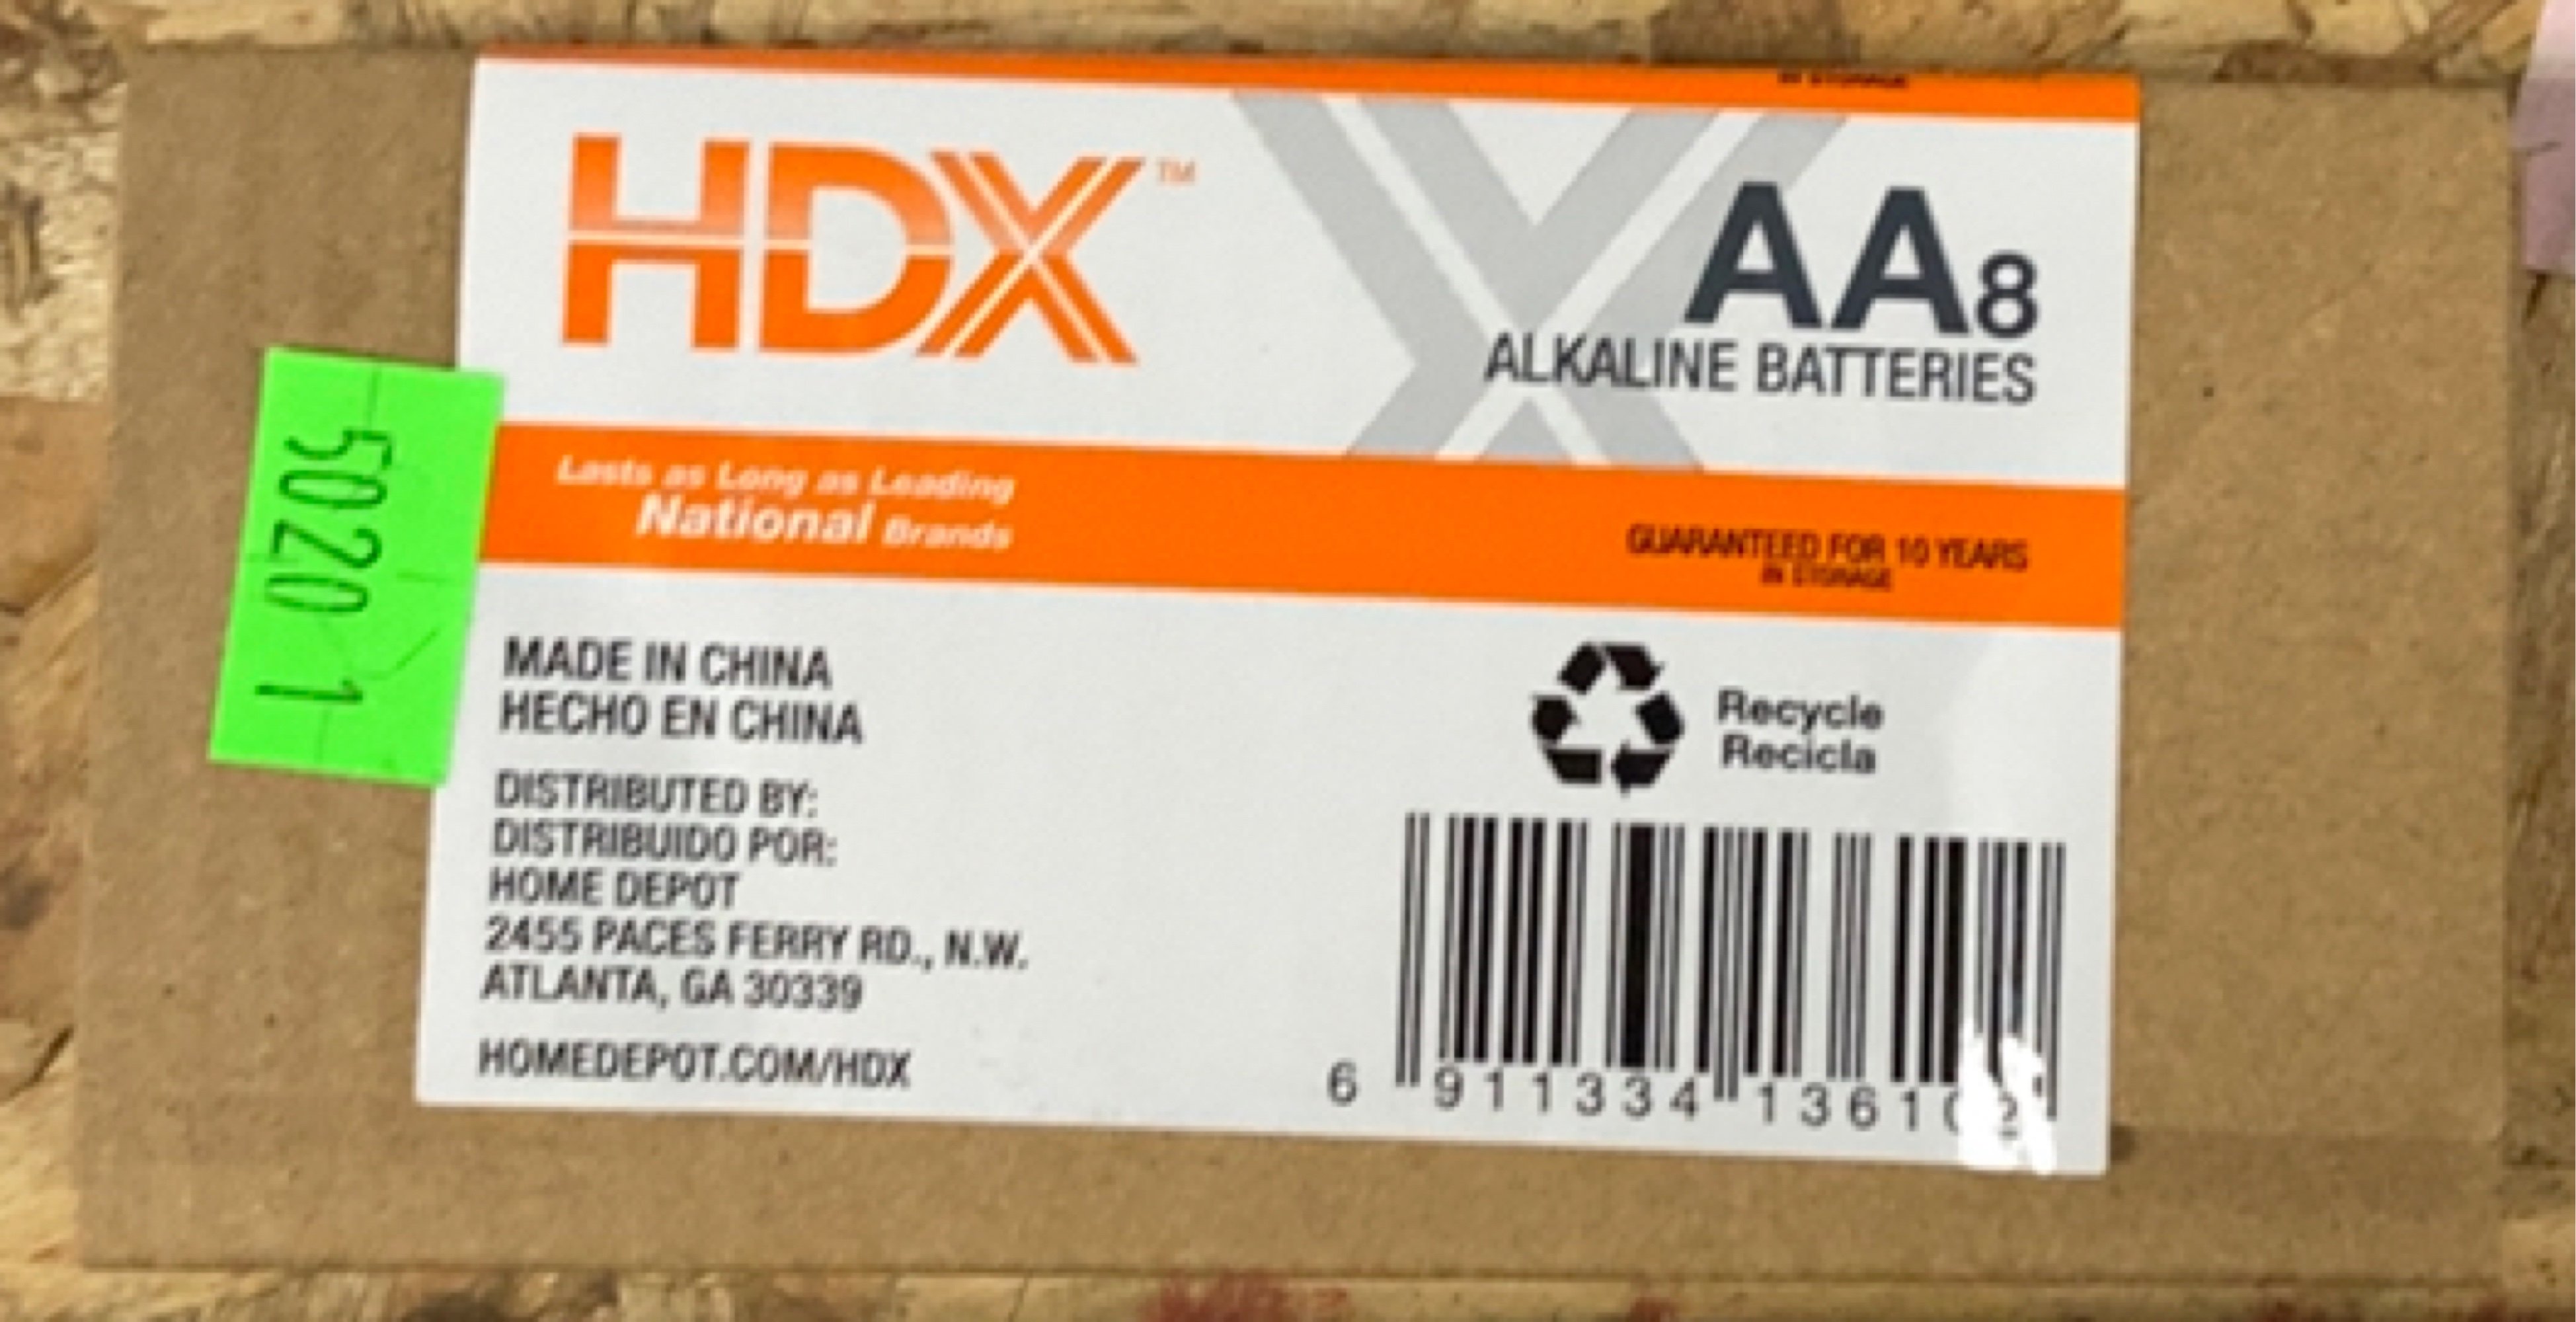 IN STORAGE
HDX™
AA8
ALKALINE BATTERIES
Lasts as Long as Leading
National Brands
GUARANTEED FOR 10 YEARS
IN STORAGE
5020 1
MADE IN CHINA
HECHO EN CHINA
DISTRIBUTED BY:
DISTRIBUIDO POR:
HOME DEPOT
2455 PACES FERRY RD., N.W.
ATLANTA, GA 30339
HOMEDEPOT.COM/HDX
Recycle
Recicla
6 911334 1361